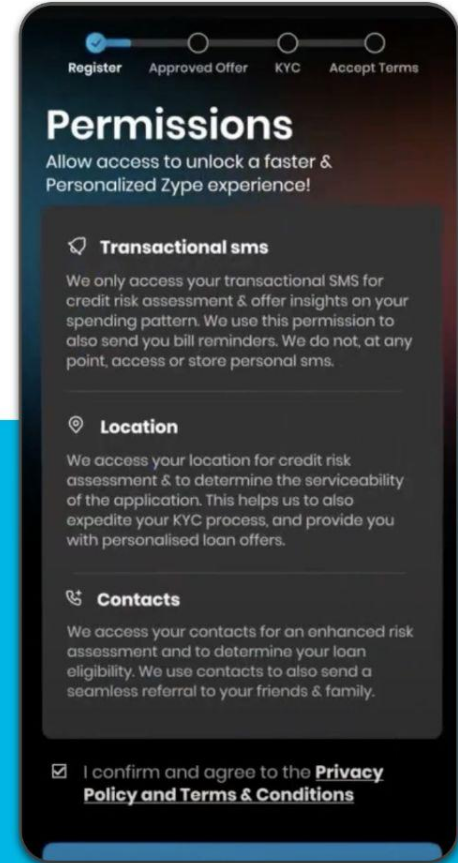 Register Approved Offer KYC Accept Terms
Permissions
Allow access to unlock a faster &
Personalized Zype experience!
Transactional sms
We only access your transactional SMS for
credit risk assessment & offer insights on your
spending pattern. We use this permission to
also send you bill reminders. We do not, at any
point, access or store personal sms.
Location
We access your location for credit risk
assessment & to determine the serviceability
of the application. This helps us to also
expedite your KYC process, and provide you
with personalised loan offers.
Contacts
We access your contacts for an enhanced risk
assessment and to determine your loan
eligibility. We use contacts to also send a
seamless referral to your friends & family.
I confirm and agree to the Privacy
Policy and Terms & Conditions